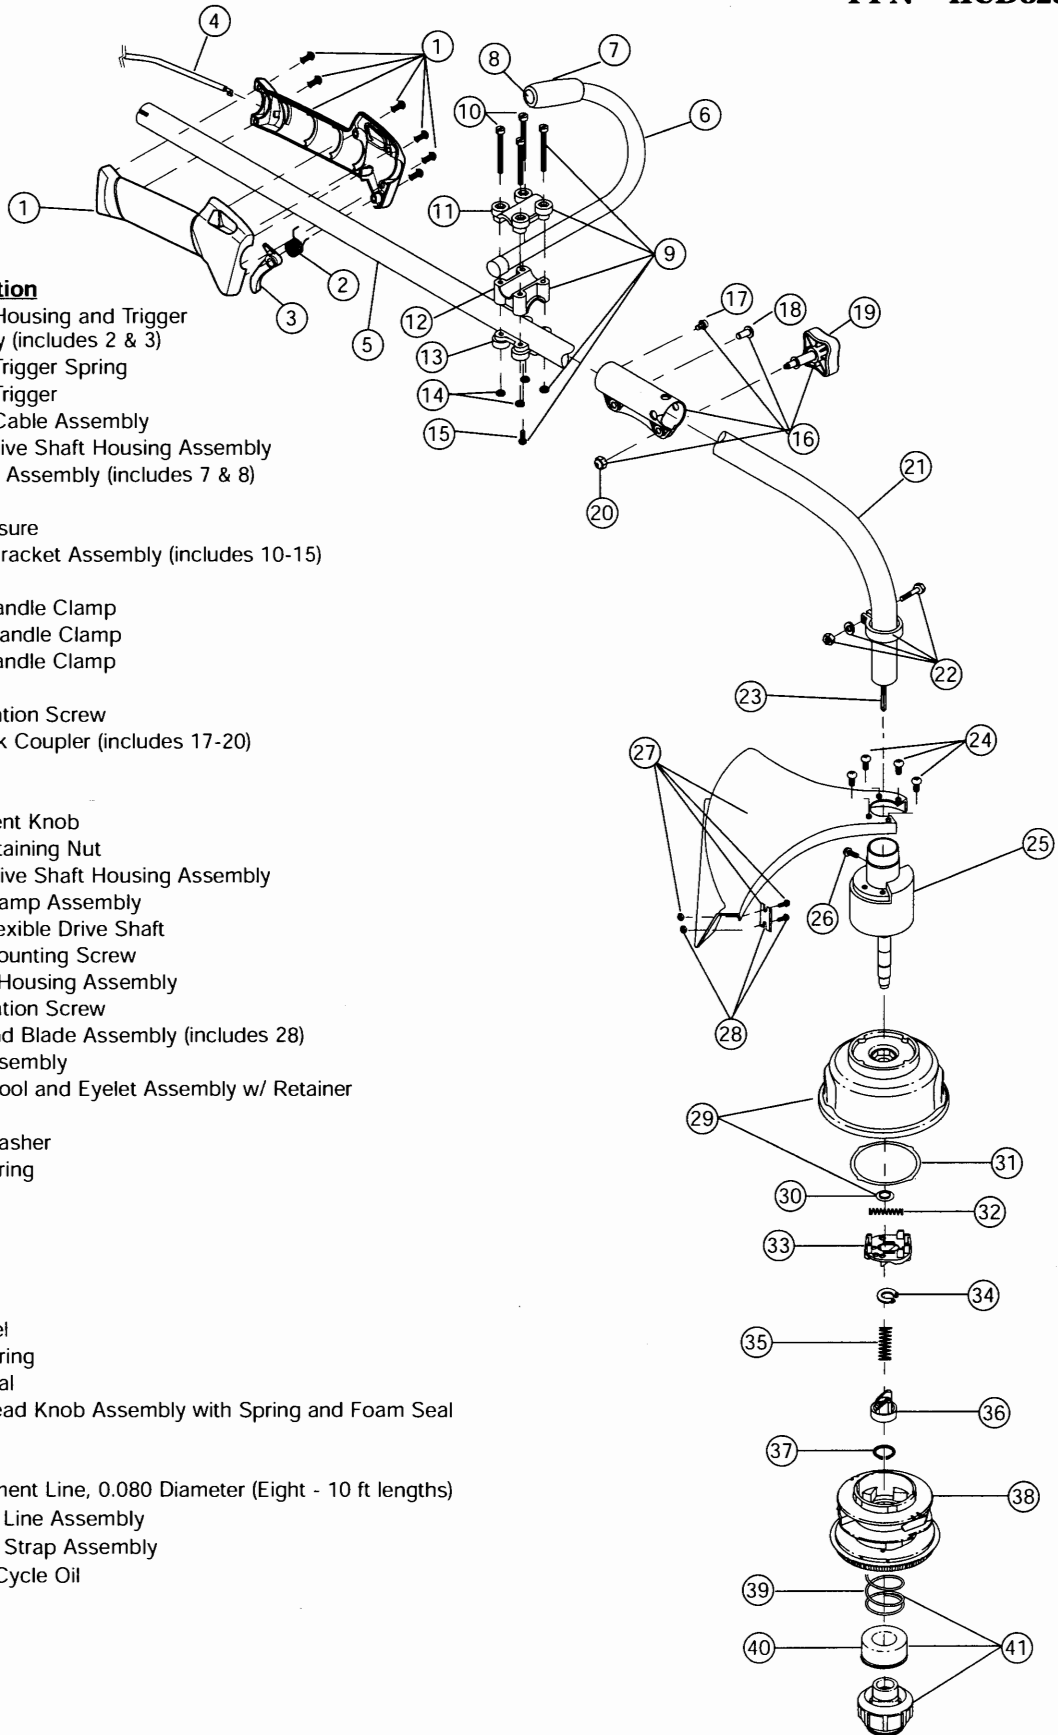 4
1
8
7
10
6
11
1
2
9
3
5
12
17
18
19
13
14
15
16
20
21
22
23
24
27
25
26
28
29
31
30
32
33
34
35
36
37
38
39
40
41
tion
Housing and Trigger
y (includes 2 & 3)
Trigger Spring
Trigger
Cable Assembly
ive Shaft Housing Assembly
Assembly (includes 7 & 8)
sure
racket Assembly (includes 10-15)
andle Clamp
andle Clamp
andle Clamp
tion Screw
k Coupler (includes 17-20)
ent Knob
taining Nut
ive Shaft Housing Assembly
amp Assembly
exible Drive Shaft
ounting Screw
Housing Assembly
ation Screw
d Blade Assembly (includes 28)
ssembly
ool and Eyelet Assembly w/ Retainer
asher
ring
el
ring
al
ead Knob Assembly with Spring and Foam Seal
ment Line, 0.080 Diameter (Eight - 10 ft lengths)
Line Assembly
Strap Assembly
Cycle Oil